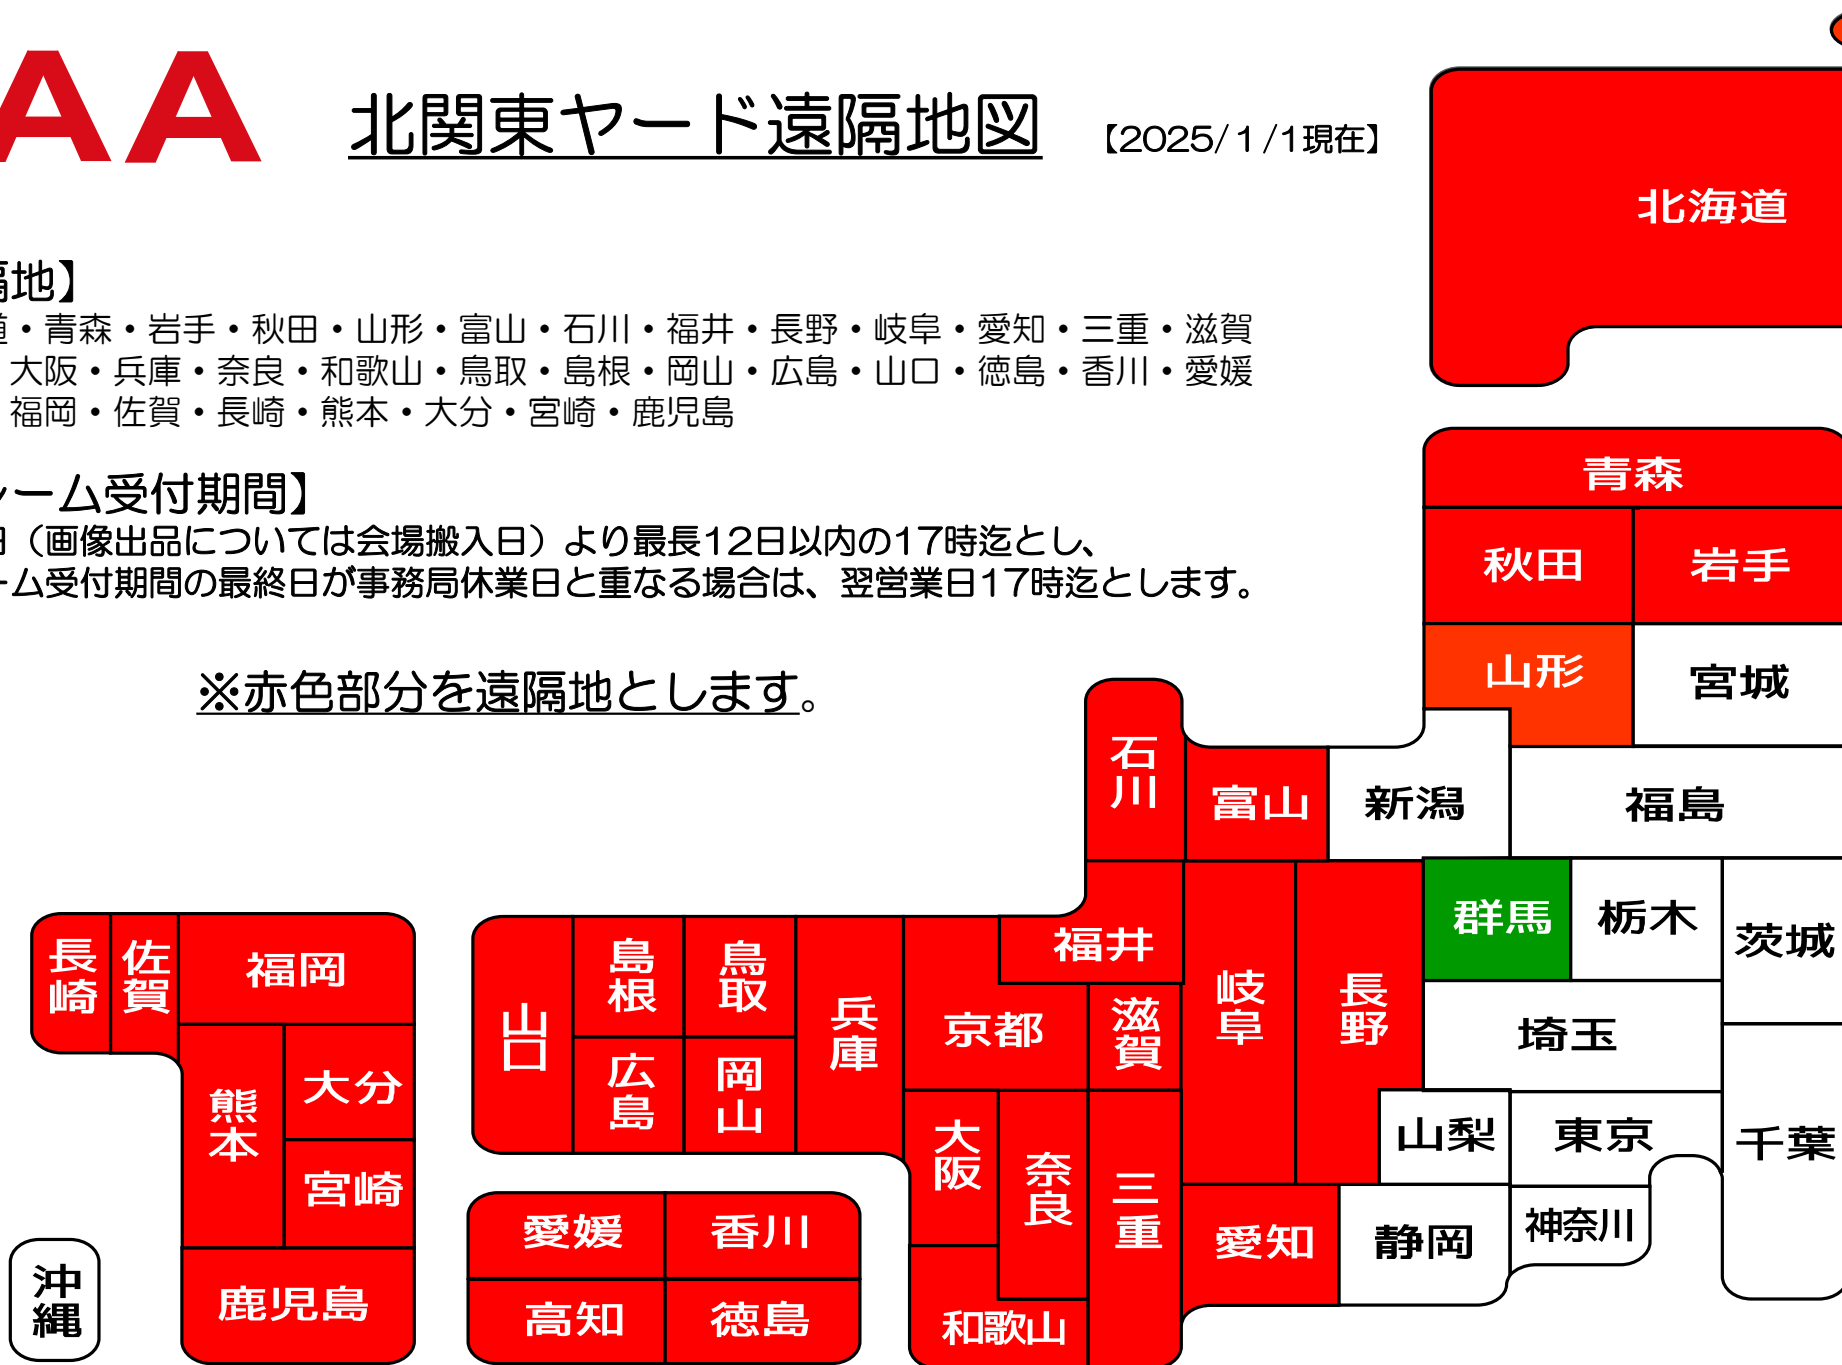 AA
北関東ヤード遠隔地図
【2025/1/1現在】
隔地】
道・青森・岩手・秋田・山形・富山・石川・福井・長野・岐阜・愛知・三重・滋賀
大阪・兵庫・奈良・和歌山・鳥取・島根・岡山・広島・山口・徳島・香川・愛媛
福岡・佐賀・長崎・熊本・大分・宮崎・鹿児島
レーム受付期間】
日（画像出品については会場搬入日）より最長12日以内の17時迄とし、
ーム受付期間の最終日が事務局休業日と重なる場合は、翌営業日17時迄とします。
※赤色部分を遠隔地とします。
北海道
青森
秋田
岩手
山形
宮城
石川
富山
新潟
福島
群馬
栃木
茨城
福井
岐阜
長野
埼玉
長崎
佐賀
福岡
山口
島根
鳥取
兵庫
京都
滋賀
熊本
大分
広島
岡山
大阪
奈良
三重
山梨
東京
千葉
宮崎
愛媛
香川
愛知
静岡
神奈川
沖縄
鹿児島
高知
徳島
和歌山